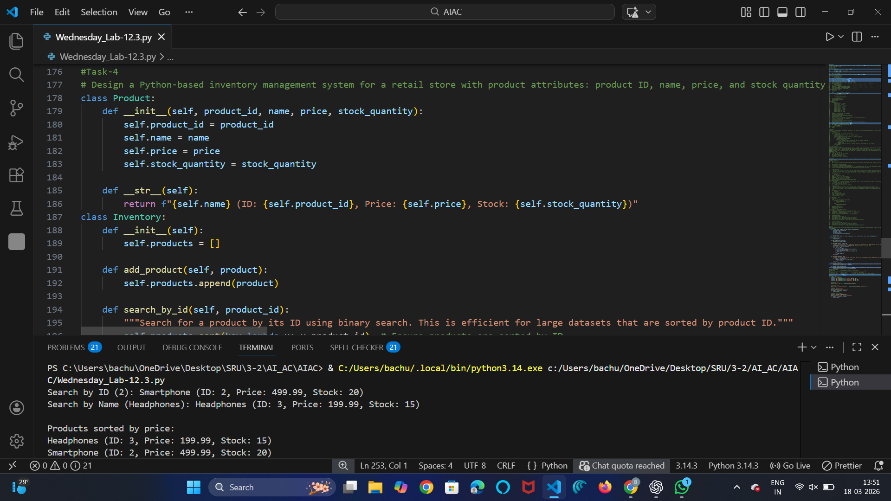 File Edit Selection View Go ··· AIAC
Wednesday_Lab-12.3.py
Wednesday_Lab-12.3.py > ...
176 #Task-4
177 # Design a Python-based inventory management system for a retail store with product attributes: product ID, name, price, and stock quantity
178 class Product:
179 def __init__(self, product_id, name, price, stock_quantity):
180 self.product_id = product_id
181 self.name = name
182 self.price = price
183 self.stock_quantity = stock_quantity
184
185 def __str__(self):
186 return f"{self.name} (ID: {self.product_id}, Price: {self.price}, Stock: {self.stock_quantity})"
187 class Inventory:
188 def __init__(self):
189 self.products = []
190
191 def add_product(self, product):
192 self.products.append(product)
193
194 def search_by_id(self, product_id):
195 """Search for a product by its ID using binary search. This is efficient for large datasets that are sorted by product ID."""
PROBLEMS 21 OUTPUT DEBUG CONSOLE TERMINAL PORTS SPELL CHECKER 21
PS C:\Users\bachu\OneDrive\Desktop\SRU\3-2\AI_AC\AIAC> & C:/Users/bachu/.local/bin/python3.14.exe c:/Users/bachu/OneDrive/Desktop/SRU/3-2/AI_AC/AIA
C/Wednesday_Lab-12.3.py
Search by ID (2): Smartphone (ID: 2, Price: 499.99, Stock: 20)
Search by Name (Headphones): Headphones (ID: 3, Price: 199.99, Stock: 15)
Products sorted by price:
Headphones (ID: 3, Price: 199.99, Stock: 15)
Smartphone (ID: 2, Price: 499.99, Stock: 20)
Python
Python
0 0 21 Ln 253, Col 1 Spaces: 4 UTF-8 CRLF {} Python Chat quota reached 3.14.3 Python 3.14.3 Go Live Prettier
29° Search ENG IN 13:51 18-03-2026